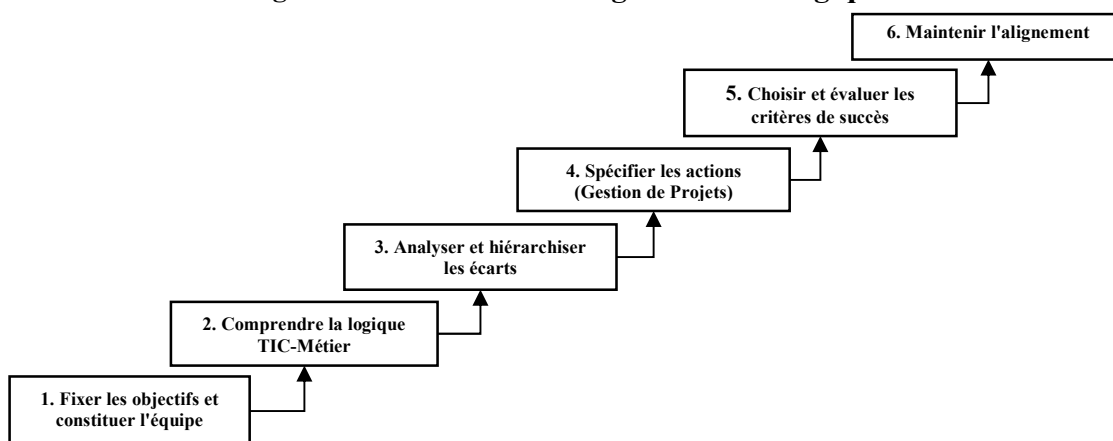 6. Maintenir l'alignement
5. Choisir et évaluer les
critères de succès
4. Spécifier les actions
(Gestion de Projets)
3. Analyser et hiérarchiser
les écarts
2. Comprendre la logique
TIC-Métier
1. Fixer les objectifs et
constituer l'équipe